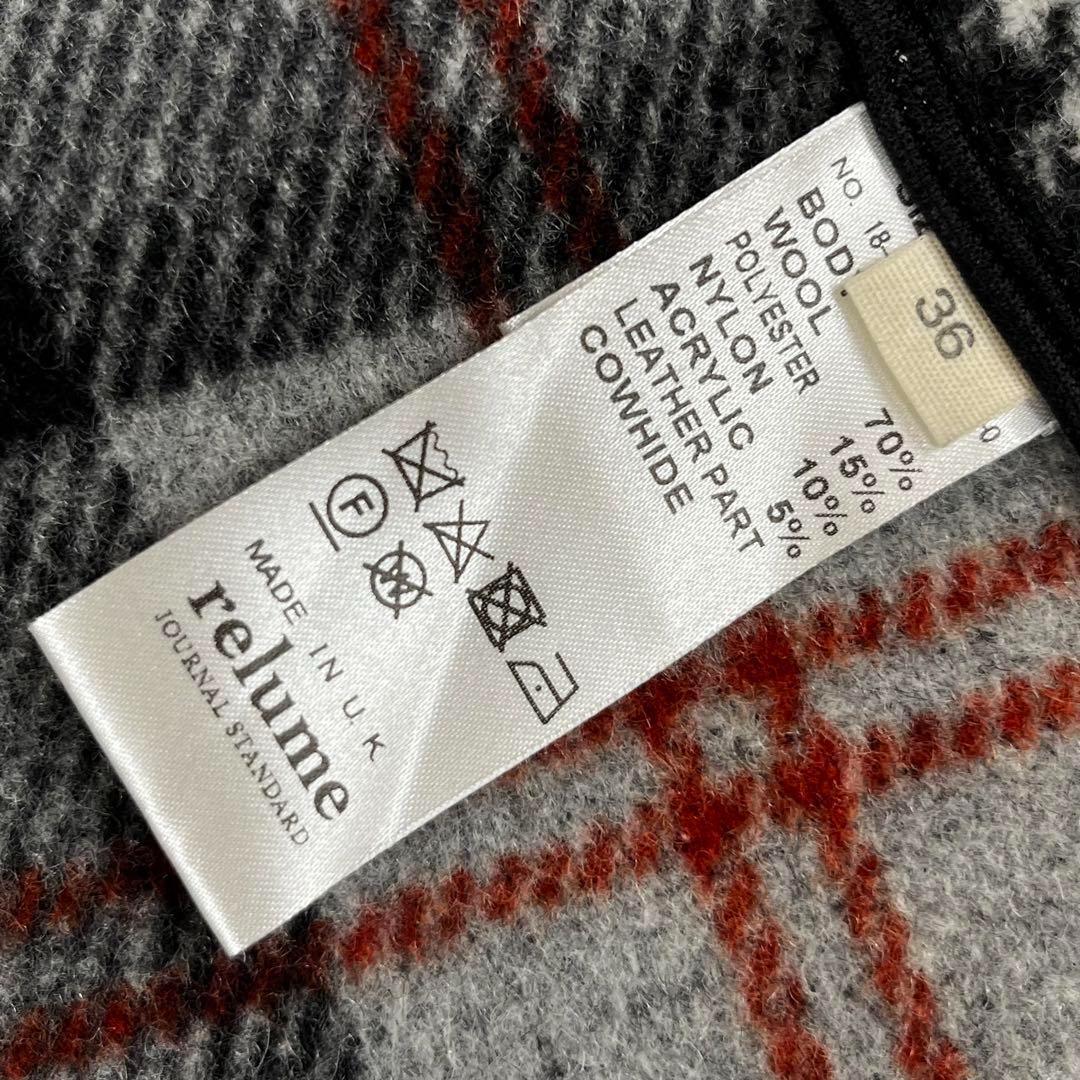 36
NO. 18-
BODY
WOOL 70%
POLYESTER 15%
NYLON 10%
ACRYLIC 5%
LEATHER PART
COWHIDE
F
W
MADE IN U.K
relume
JOURNAL STANDARD